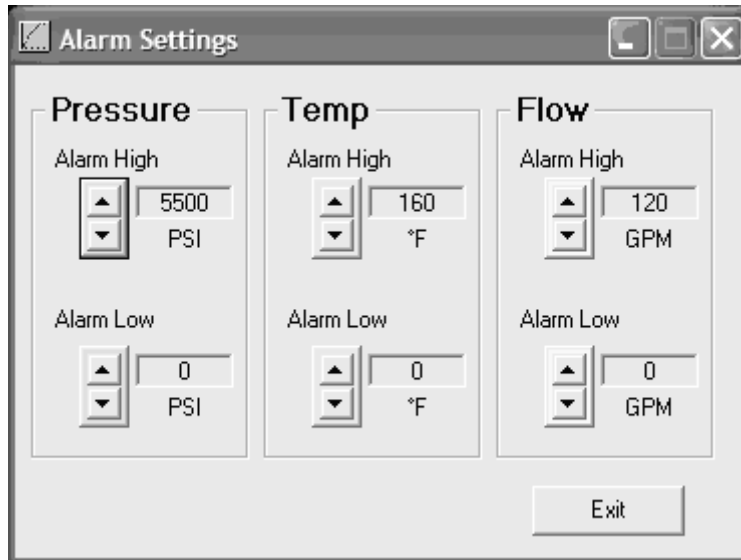 Alarm Settings
Pressure
Alarm High
5500
PSI
Alarm Low
0
PSI
Temp
Alarm High
160
°F
Alarm Low
0
°F
Flow
Alarm High
120
GPM
Alarm Low
0
GPM
Exit